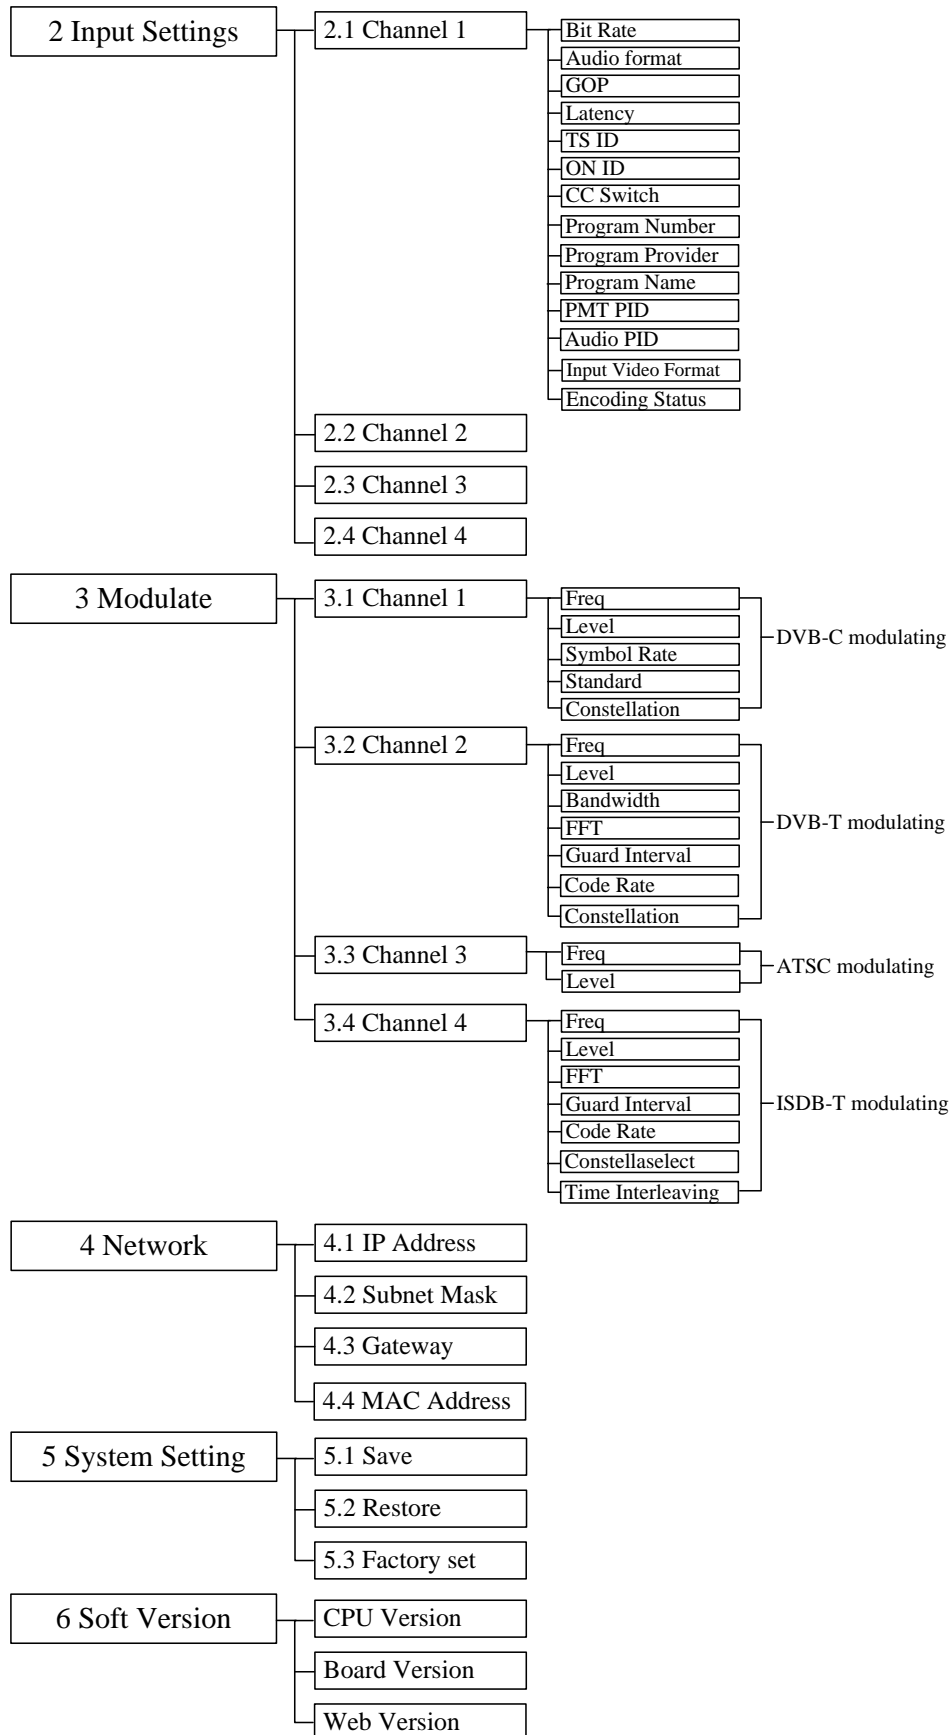 2 Input Settings
2.1 Channel 1
Bit Rate
Audio format
GOP
Latency
TS ID
ON ID
CC Switch
Program Number
Program Provider
Program Name
PMT PID
Audio PID
Input Video Format
Encoding Status
2.2 Channel 2
2.3 Channel 3
2.4 Channel 4
3 Modulate
3.1 Channel 1
Freq
Level
Symbol Rate
Standard
Constellation
DVB-C modulating
3.2 Channel 2
Freq
Level
Bandwidth
FFT
Guard Interval
Code Rate
Constellation
DVB-T modulating
3.3 Channel 3
Freq
Level
ATSC modulating
3.4 Channel 4
Freq
Level
FFT
Guard Interval
Code Rate
Constellaselect
Time Interleaving
ISDB-T modulating
4 Network
4.1 IP Address
4.2 Subnet Mask
4.3 Gateway
4.4 MAC Address
5 System Setting
5.1 Save
5.2 Restore
5.3 Factory set
6 Soft Version
CPU Version
Board Version
Web Version